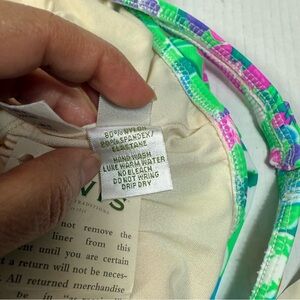 80% NYLON
20% SPANDEX/
ELASTANE
HAND WASH
LUKE WARM WATER
NO BLEACH
DO NOT WRING
DRIP DRY
TRADITIONS
not remove the
liner from this
until you are certain
a return will not be neces-
All returned merchandise